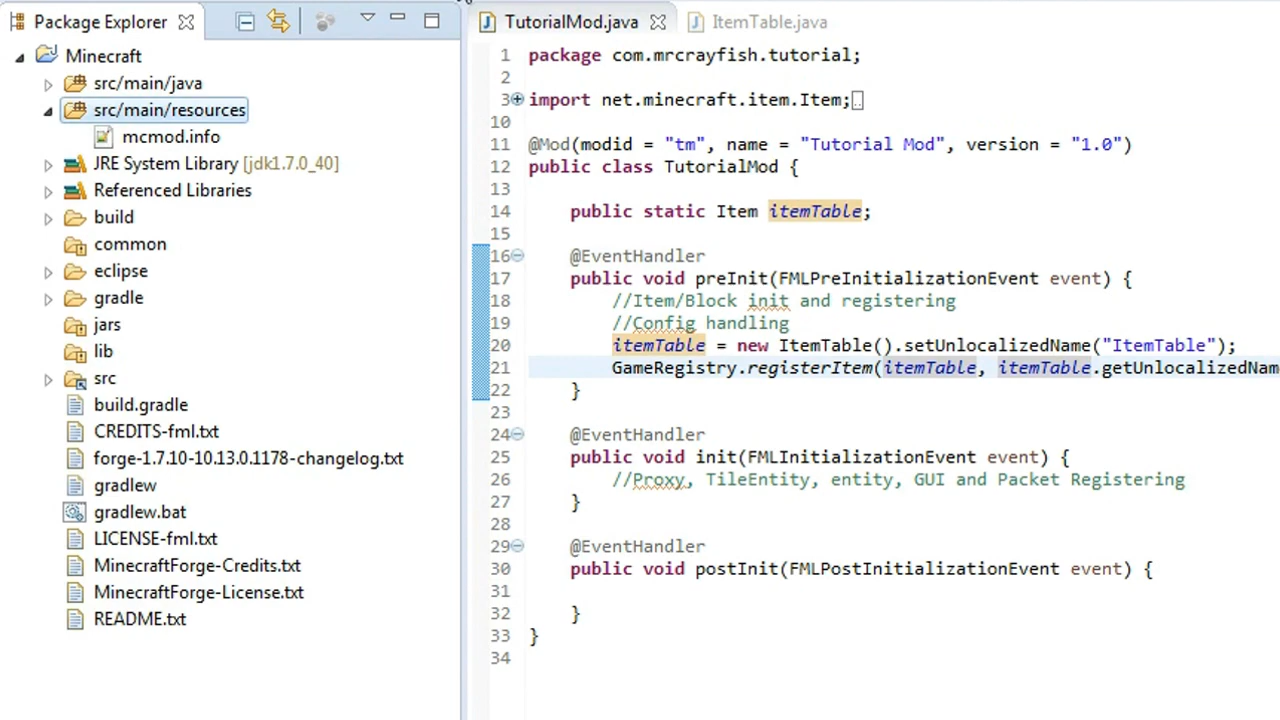 Package Explorer
Minecraft
src/main/java
src/main/resources
mcmod.info
JRE System Library [jdk1.7.0_40]
Referenced Libraries
build
common
eclipse
gradle
jars
lib
src
build.gradle
CREDITS-fml.txt
forge-1.7.10-10.13.0.1178-changelog.txt
gradlew
gradlew.bat
LICENSE-fml.txt
MinecraftForge-Credits.txt
MinecraftForge-License.txt
README.txt
TutorialMod.java
ItemTable.java
1 package com.mrcrayfish.tutorial;
2
3 import net.minecraft.item.Item;
10
11 @Mod(modid = "tm", name = "Tutorial Mod", version = "1.0")
12 public class TutorialMod {
13
14 public static Item itemTable;
15
16 @EventHandler
17 public void preInit(FMLPreInitializationEvent event) {
18 //Item/Block init and registering
19 //Config handling
20 itemTable = new ItemTable().setUnlocalizedName("ItemTable");
21 GameRegistry.registerItem(itemTable, itemTable.getUnlocalizedNam
22 }
23
24 @EventHandler
25 public void init(FMLInitializationEvent event) {
26 //Proxy, TileEntity, entity, GUI and Packet Registering
27 }
28
29 @EventHandler
30 public void postInit(FMLPostInitializationEvent event) {
31
32 }
33 }
34